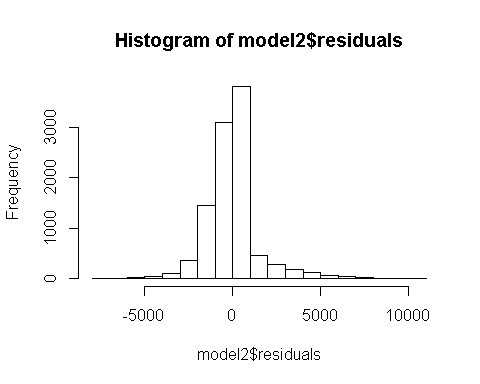 Histogram of model2$residuals
Frequency
3000
2000
1000
0
-5000 0 5000 10000
model2$residuals